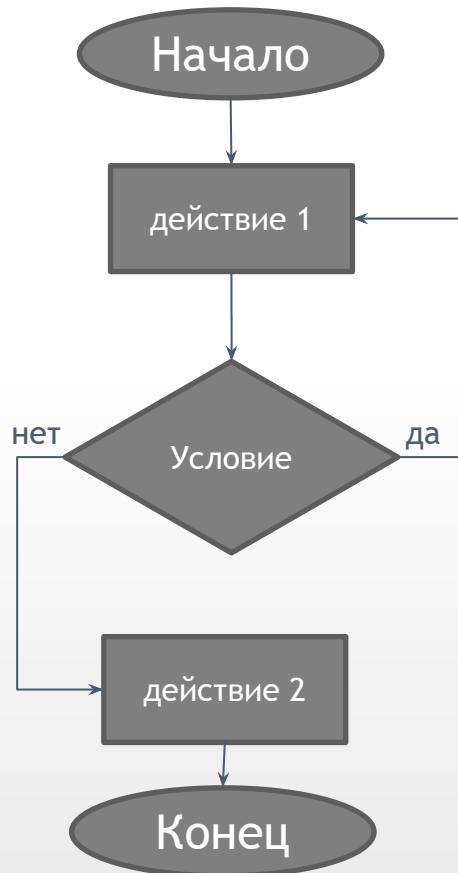 Начало
действие 1
нет
да
Условие
действие 2
Конец